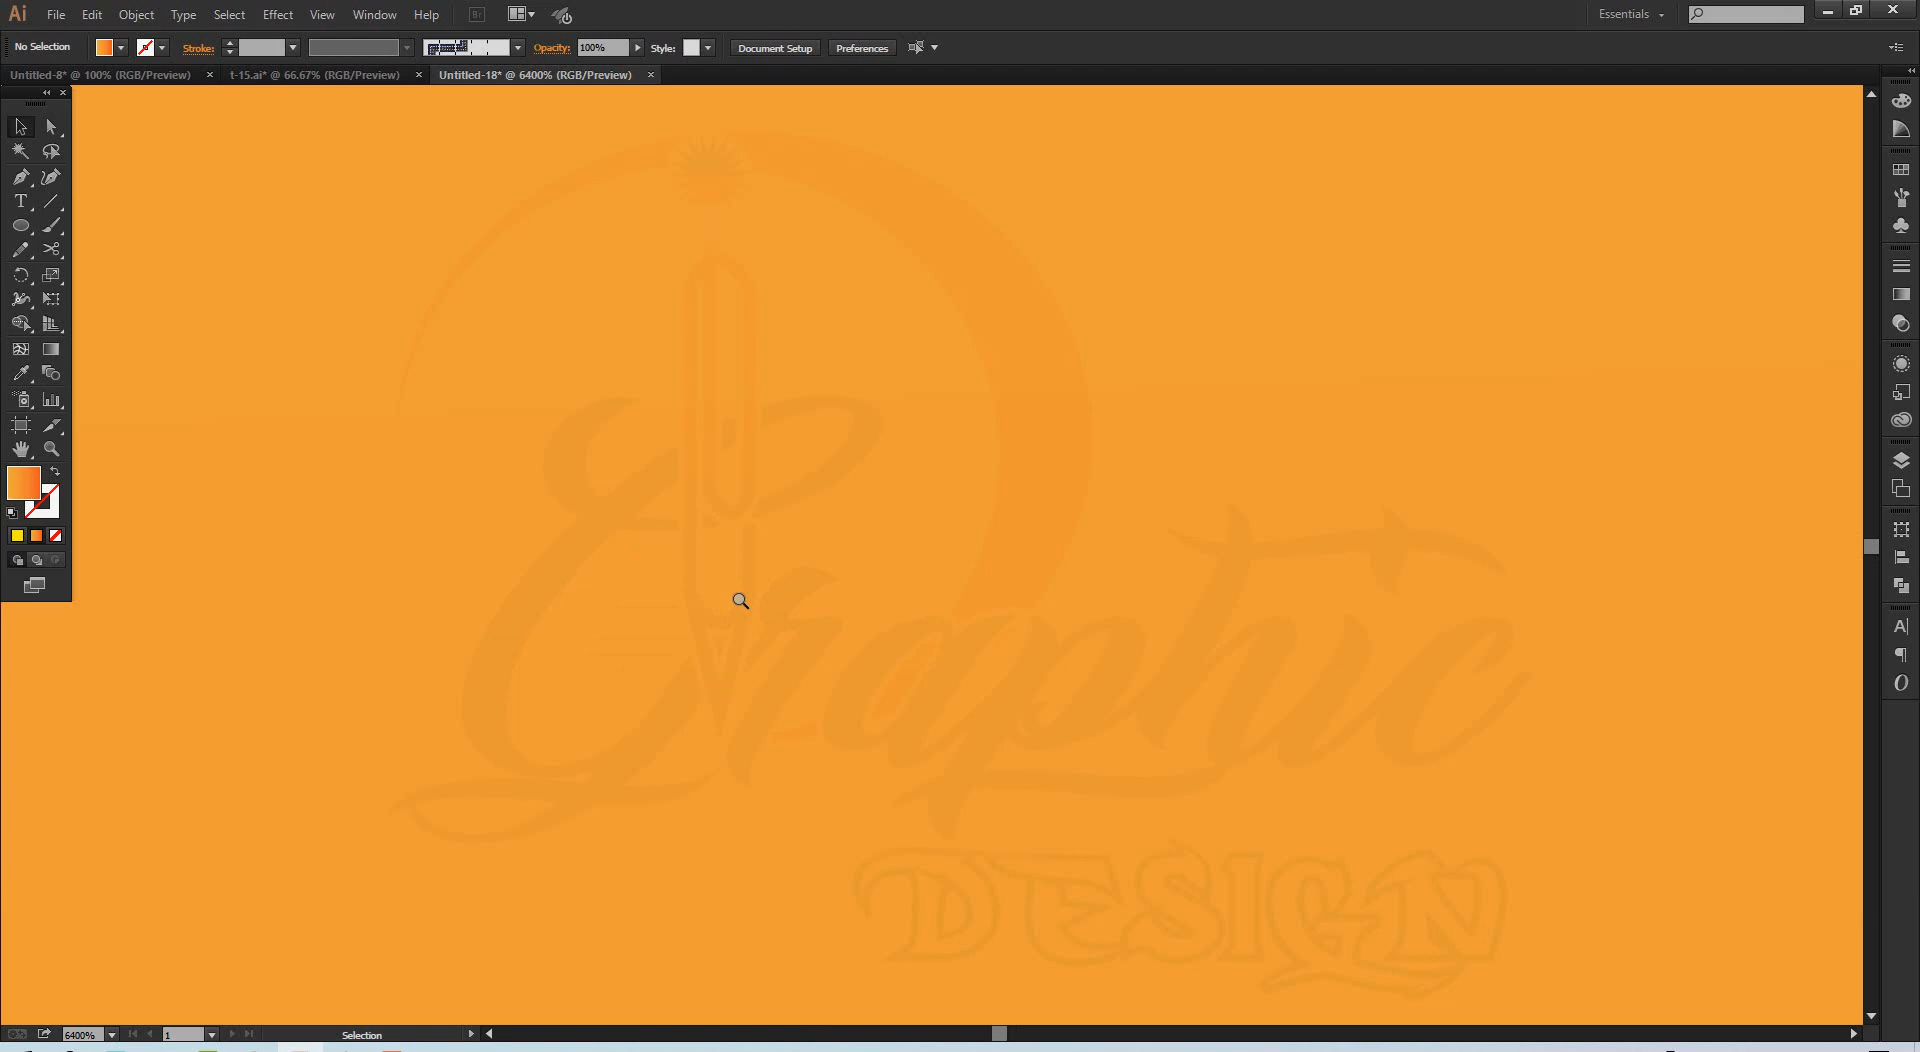 Ai File Edit Object Type Select Effect View Window Help Br Essentials
No Selection Stroke: Opacity: 100% Style: Document Setup Preferences
Untitled-8* @ 100% (RGB/Preview) × t-15.ai* @ 66.67% (RGB/Preview) × Untitled-18* @ 6400% (RGB/Preview) ×
Graphic
DESIGN
6400% 1 Selection